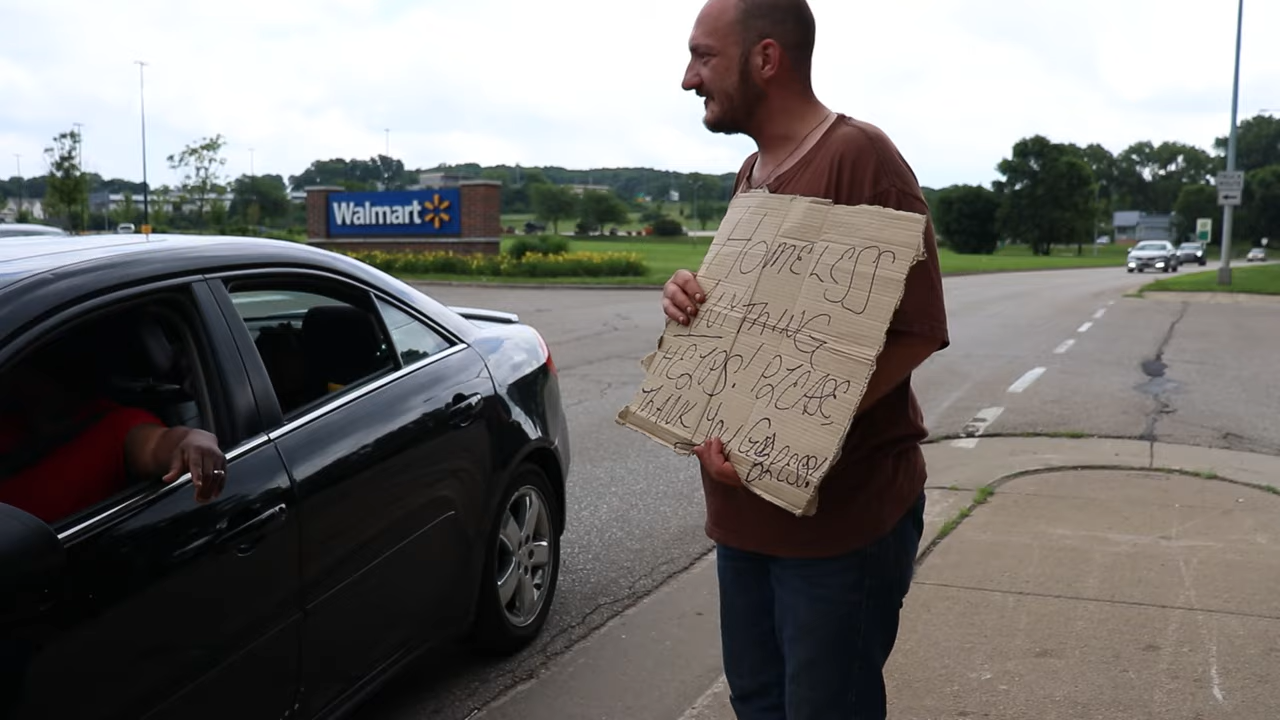 Walmart
HOMELESS
ANYTHING
HELPS! PLEASE,
THANK YOU GOD
BLESS!!